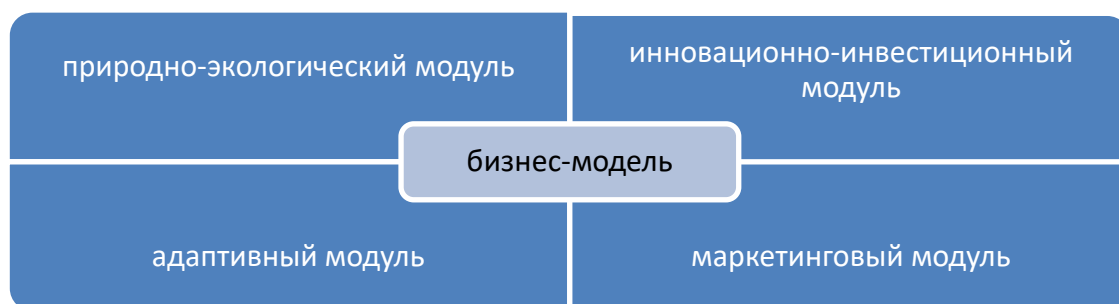 природно-экологический модуль
инновационно-инвестиционный
модуль
бизнес-модель
адаптивный модуль
маркетинговый модуль